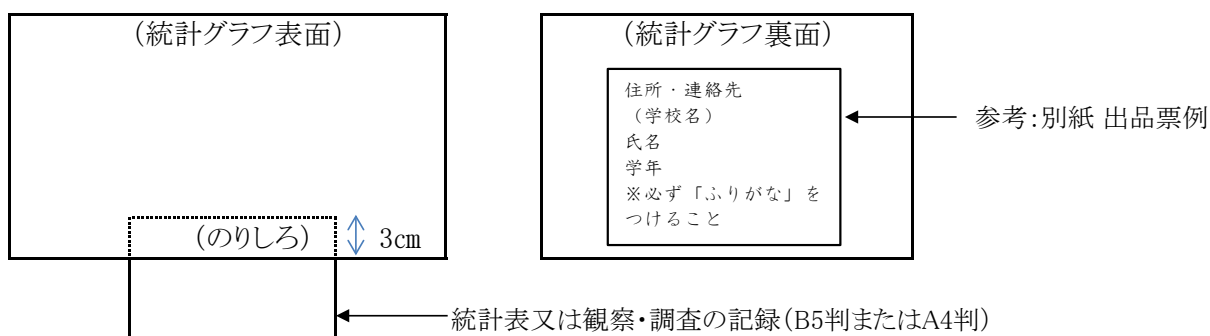 (統計グラフ表面)
(のりしろ)
3cm
(統計グラフ裏面)
住所・連絡先
(学校名)
氏名
学年
※必ず「ふりがな」を
つけること
参考:別紙 出品票例
統計表又は観察・調査の記録(B5判またはA4判)